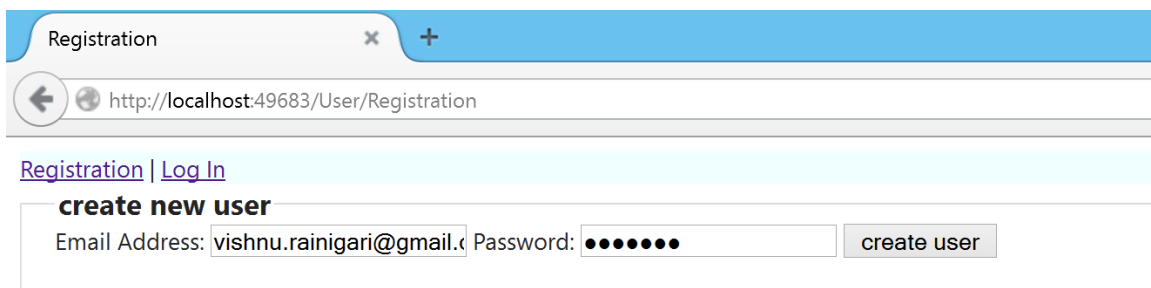 Registration
http://localhost:49683/User/Registration
Registration | Log In
create new user
Email Address: vishnu.rainigari@gmail. Password: ●●●●●●● create user